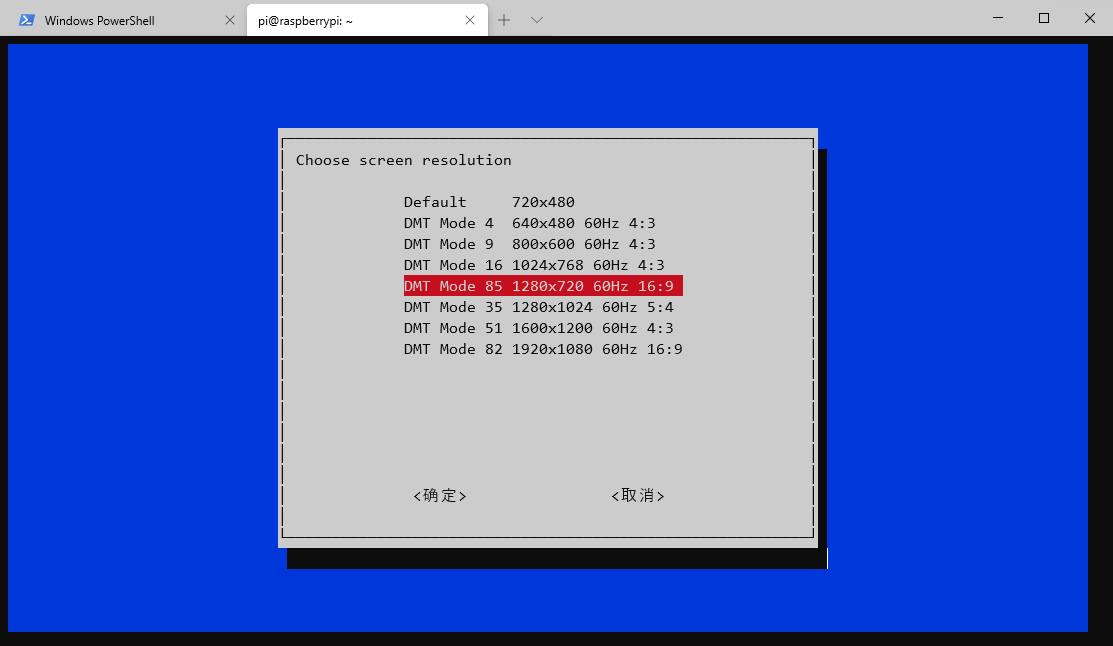 Windows PowerShell
pi@raspberrypi: ~
Choose screen resolution
Default     720x480
DMT Mode 4  640x480 60Hz 4:3
DMT Mode 9  800x600 60Hz 4:3
DMT Mode 16 1024x768 60Hz 4:3
DMT Mode 85 1280x720 60Hz 16:9
DMT Mode 35 1280x1024 60Hz 5:4
DMT Mode 51 1600x1200 60Hz 4:3
DMT Mode 82 1920x1080 60Hz 16:9
<确定> <取消>